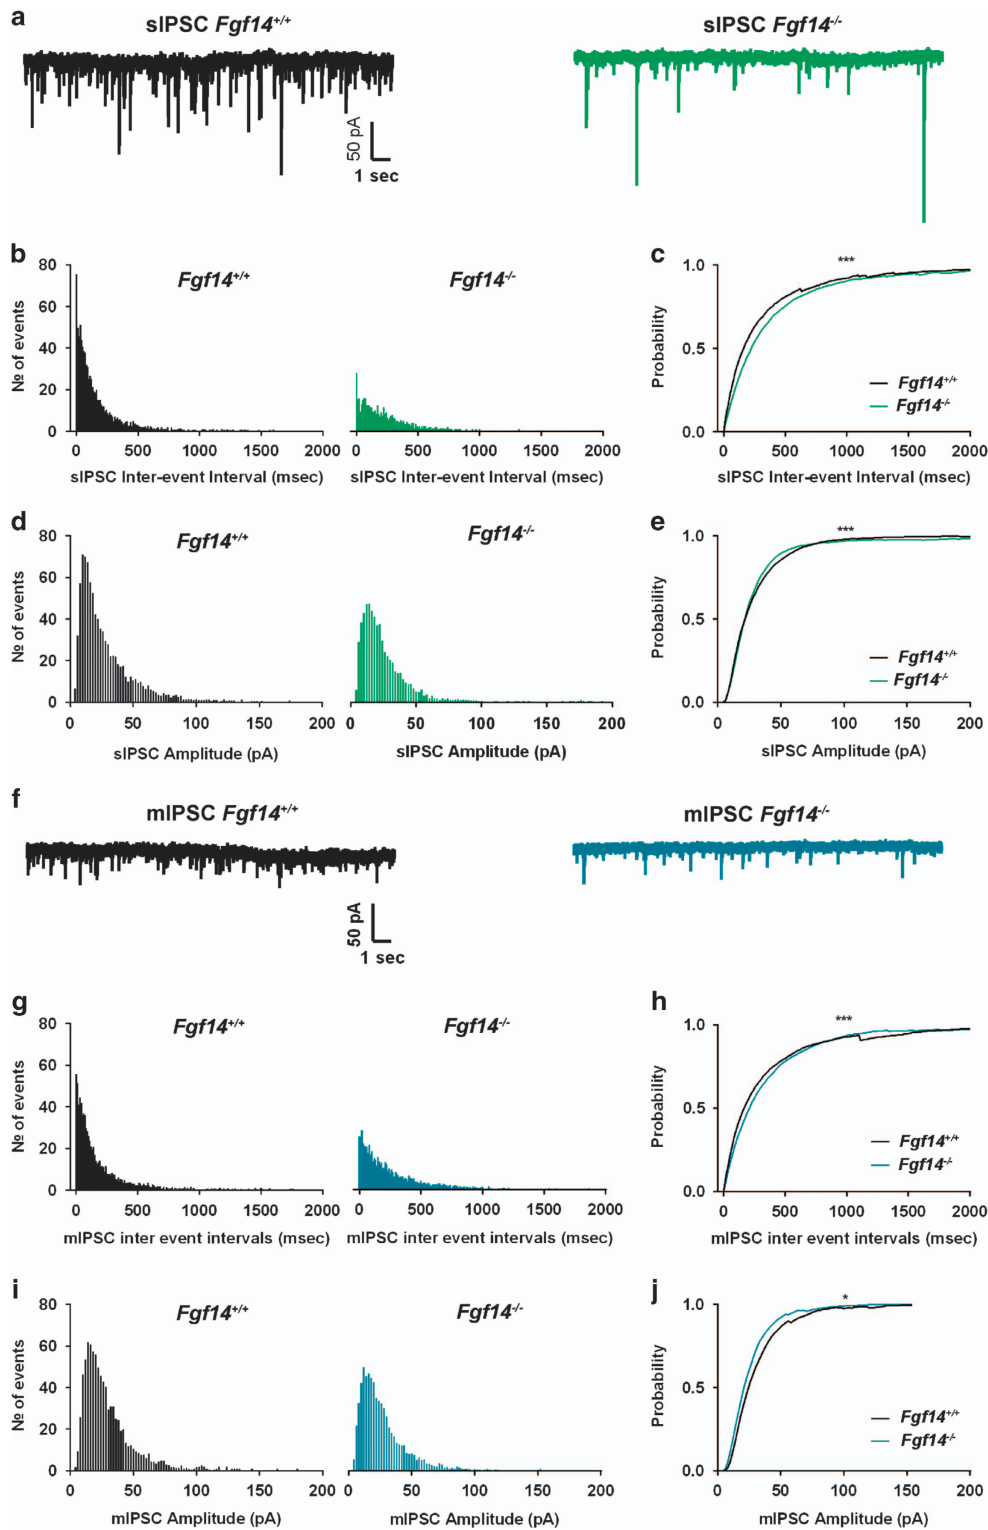 a
sIPSC Fgf14+/+
sIPSC Fgf14-/-
50 pA
1 sec
b
Fgf14+/+
Fgf14-/-
№ of events
80
60
40
20
0
0 500 1000 1500 2000
0 500 1000 1500 2000
sIPSC Inter-event Interval (msec)
sIPSC Inter-event Interval (msec)
c
***
Probability
1.0
0.5
0.0
Fgf14+/+
Fgf14-/-
0 500 1000 1500 2000
sIPSC Inter-event Interval (msec)
d
Fgf14+/+
Fgf14-/-
№ of events
80
60
40
20
0
0 50 100 150 200
0 50 100 150 200
sIPSC Amplitude (pA)
sIPSC Amplitude (pA)
e
***
Probability
1.0
0.5
0.0
Fgf14+/+
Fgf14-/-
0 50 100 150 200
sIPSC Amplitude (pA)
f
mIPSC Fgf14+/+
mIPSC Fgf14-/-
50 pA
1 sec
g
Fgf14+/+
Fgf14-/-
№ of events
80
60
40
20
0
0 500 1000 1500 2000
0 500 1000 1500 2000
mIPSC inter event intervals (msec)
mIPSC inter event intervals (msec)
h
***
Probability
1.0
0.5
0.0
Fgf14+/+
Fgf14-/-
0 500 1000 1500 2000
mIPSC inter event intervals (msec)
i
Fgf14+/+
Fgf14-/-
№ of events
80
60
40
20
0
0 50 100 150 200
0 50 100 150 200
mIPSC Amplitude (pA)
mIPSC Amplitude (pA)
j
*
Probability
1.0
0.5
0.0
Fgf14+/+
Fgf14-/-
0 50 100 150 200
mIPSC Amplitude (pA)